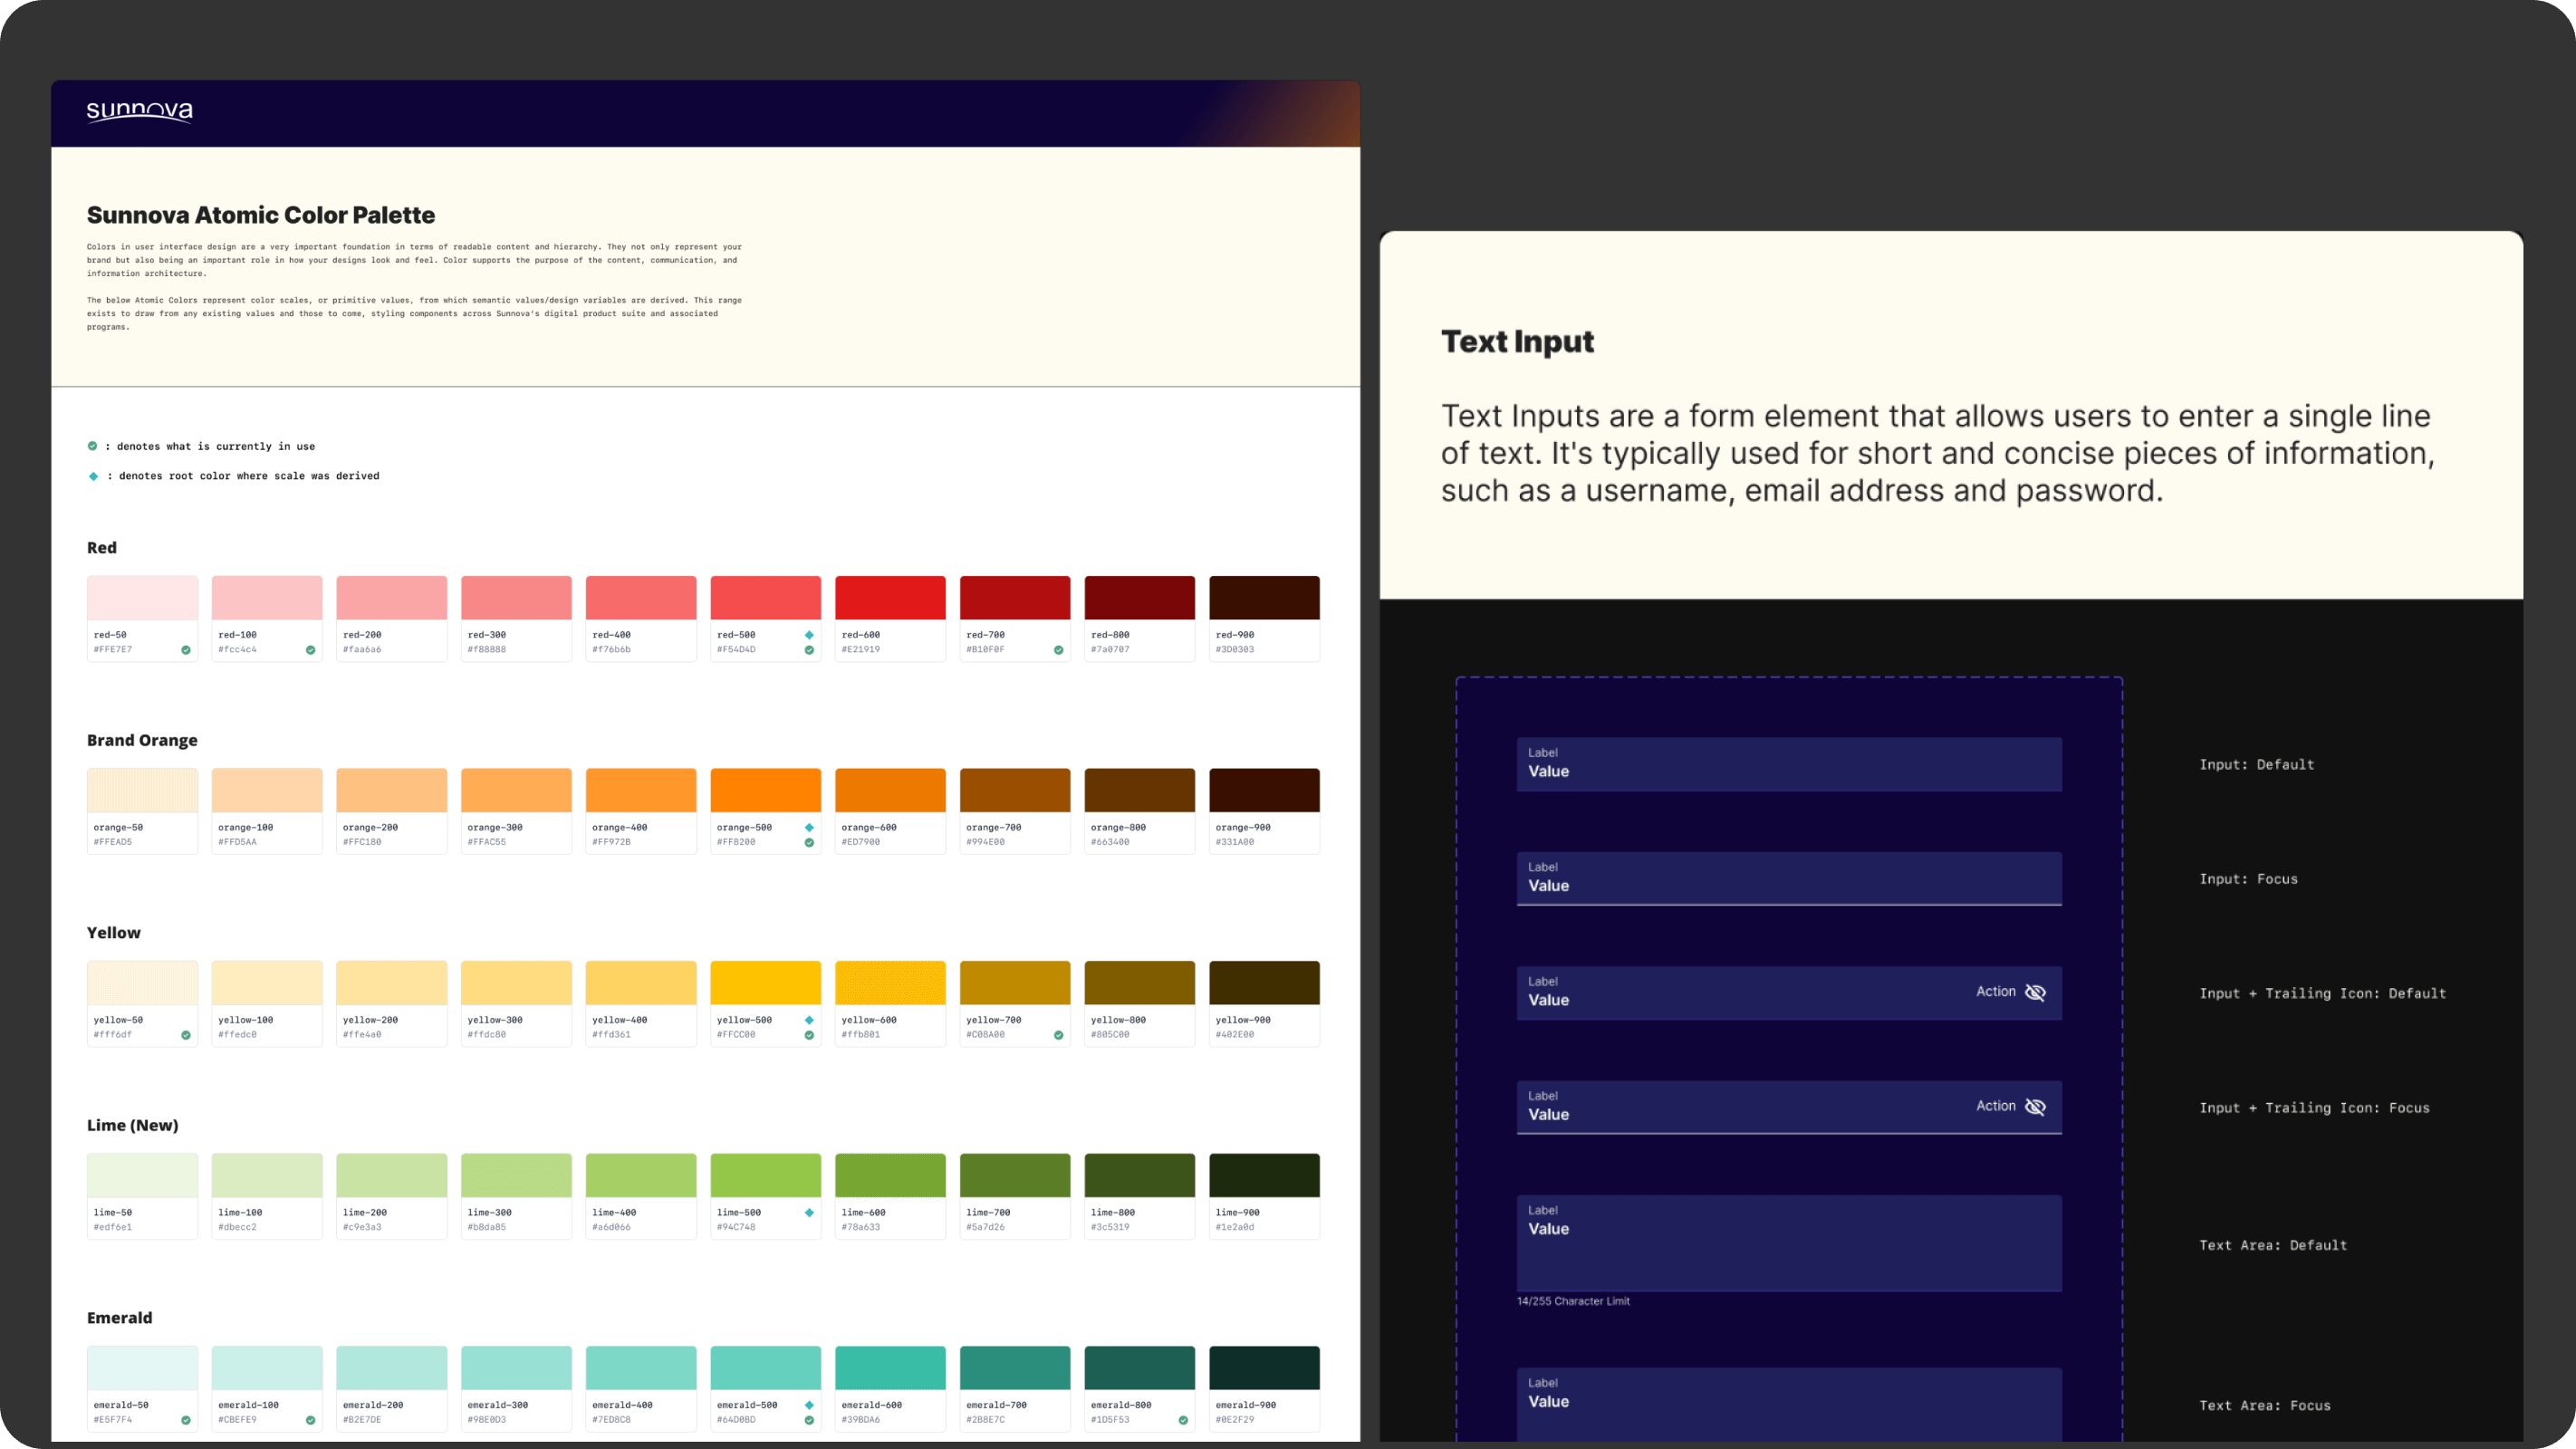 sunnova
Sunnova Atomic Color Palette
Colors in user interface design are a very important foundation in terms of readable content and hierarchy. They not only represent your
brand but also being an important role in how your designs look and feel. Color supports the purpose of the content, communication, and
information architecture.
The below Atomic Colors represent color scales, or primitive values, from which semantic values/design variables are derived. This range
exists to draw from any existing values and those to come, styling components across Sunnova's digital product suite and associated
programs.
: denotes what is currently in use
: denotes root color where scale was derived
Red
red-50 red-100 red-200 red-300 red-400 red-500 red-600 red-700 red-800 red-900
#FFE7E7 #fcc4c4 #faa6a6 #f88888 #f76b6b #F54D4D #E21919 #B10F0F #7a0707 #3D0303
Brand Orange
orange-50 orange-100 orange-200 orange-300 orange-400 orange-500 orange-600 orange-700 orange-800 orange-900
#FFEAD5 #FFD5AA #FFC180 #FFAC55 #FF972B #FF8200 #ED7900 #994E00 #663400 #331A00
Yellow
yellow-50 yellow-100 yellow-200 yellow-300 yellow-400 yellow-500 yellow-600 yellow-700 yellow-800 yellow-900
#fff6df #ffedc0 #ffe4a0 #ffdc80 #ffd361 #FFCC00 #ffb801 #C08A00 #805C00 #402E00
Lime (New)
lime-50 lime-100 lime-200 lime-300 lime-400 lime-500 lime-600 lime-700 lime-800 lime-900
#edf6e1 #dbecc2 #c9e3a3 #b8da85 #a6d066 #94C748 #78a633 #5a7d26 #3c5319 #1e2a0d
Emerald
emerald-50 emerald-100 emerald-200 emerald-300 emerald-400 emerald-500 emerald-600 emerald-700 emerald-800 emerald-900
#E5F7F4 #CBEFE9 #B2E7DE #98E0D3 #7ED8C8 #64D0BD #39BDA6 #2B8E7C #1D5F53 #0E2F29
Text Input
Text Inputs are a form element that allows users to enter a single line
of text. It's typically used for short and concise pieces of information,
such as a username, email address and password.
Label
Value
Input: Default
Label
Value
Input: Focus
Label
Value
Action
Input + Trailing Icon: Default
Label
Value
Action
Input + Trailing Icon: Focus
Label
Value
Text Area: Default
14/255 Character Limit
Label
Value
Text Area: Focus